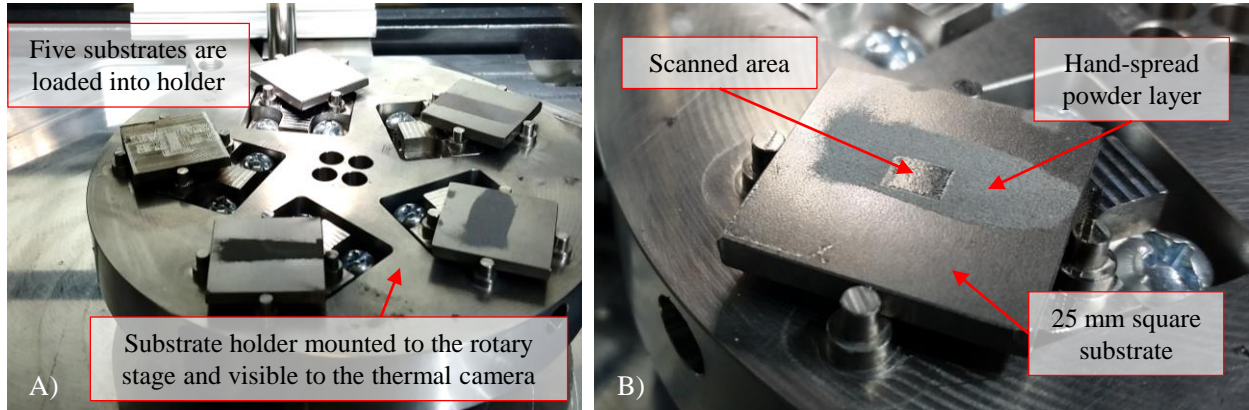 Five substrates are
loaded into holder
Substrate holder mounted to the rotary
stage and visible to the thermal camera
A)
Scanned area
Hand-spread
powder layer
25 mm square
substrate
B)